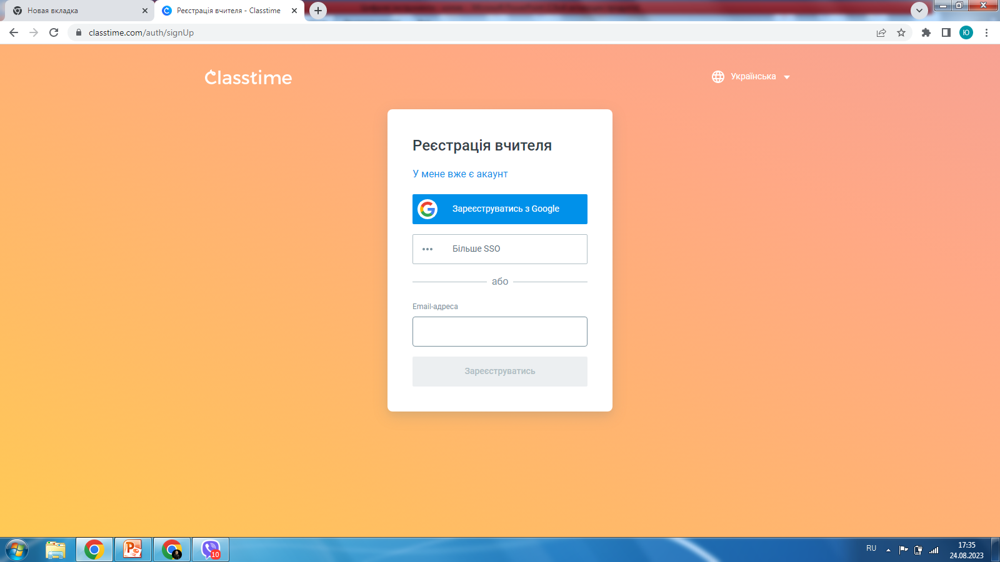 Новая вкладка
Реєстрація вчителя - Classtime
classtime.com/auth/signUp
Ю
Classtime
Українська
Реєстрація вчителя
У мене вже є акаунт
Зареєструватись з Google
Більше SSO
або
Email-адреса
Зареєструватись
10
RU
17:35
24.08.2023